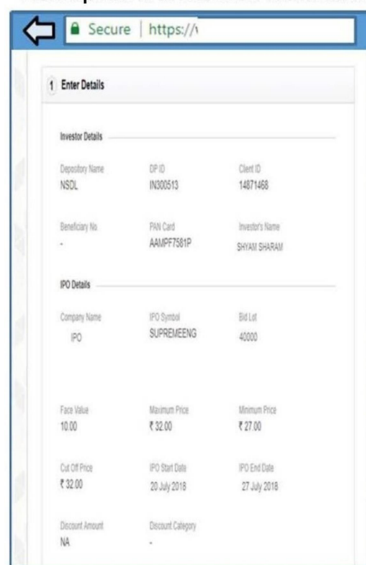 Secure | https://
1 Enter Details
Investor Details
Depository Name DP ID Client ID
NSDL IN300513 14871468
Beneficiary No. PAN Card Investor's Name
- AAMPF7581P SHYAM SHARAM
IPO Details
Company Name IPO Symbol Bid Lot
IPO SUPREMEENG 40000
Face Value Maximum Price Minimum Price
10.00 ₹ 32.00 ₹ 27.00
Cut Off Price IPO Start Date IPO End Date
₹ 32.00 20 July 2018 27 July 2018
Discount Amount Discount Category
NA -